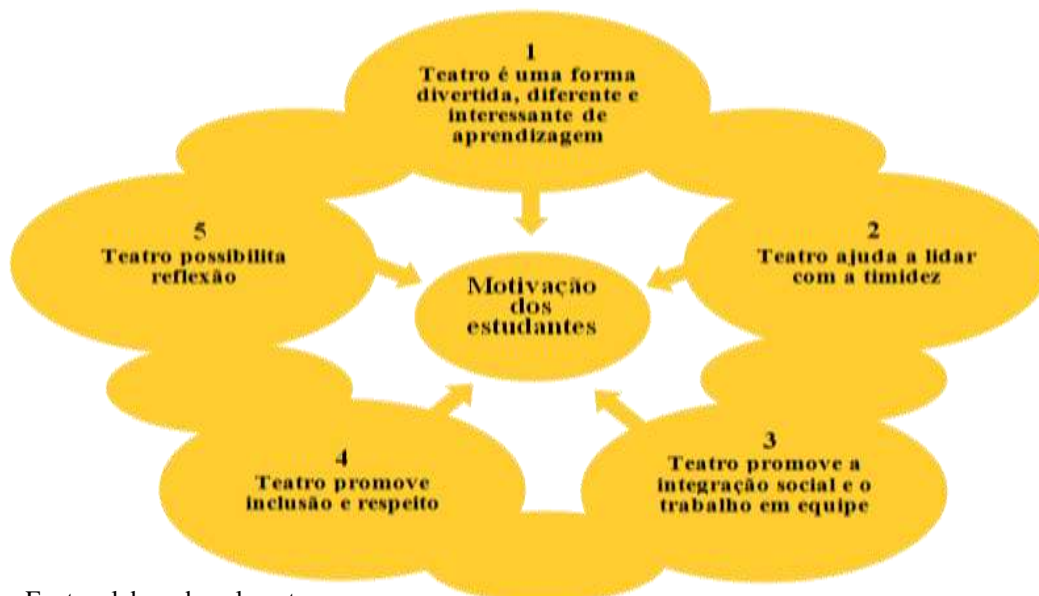 1
Teatro é uma forma
divertida, diferente e
interessante de
aprendizagem
2
Teatro ajuda a lidar
com a timidez
3
Teatro promove a
integração social e o
trabalho em equipe
4
Teatro promove
inclusão e respeito
5
Teatro possibilita
reflexão
Motivação
dos
estudantes